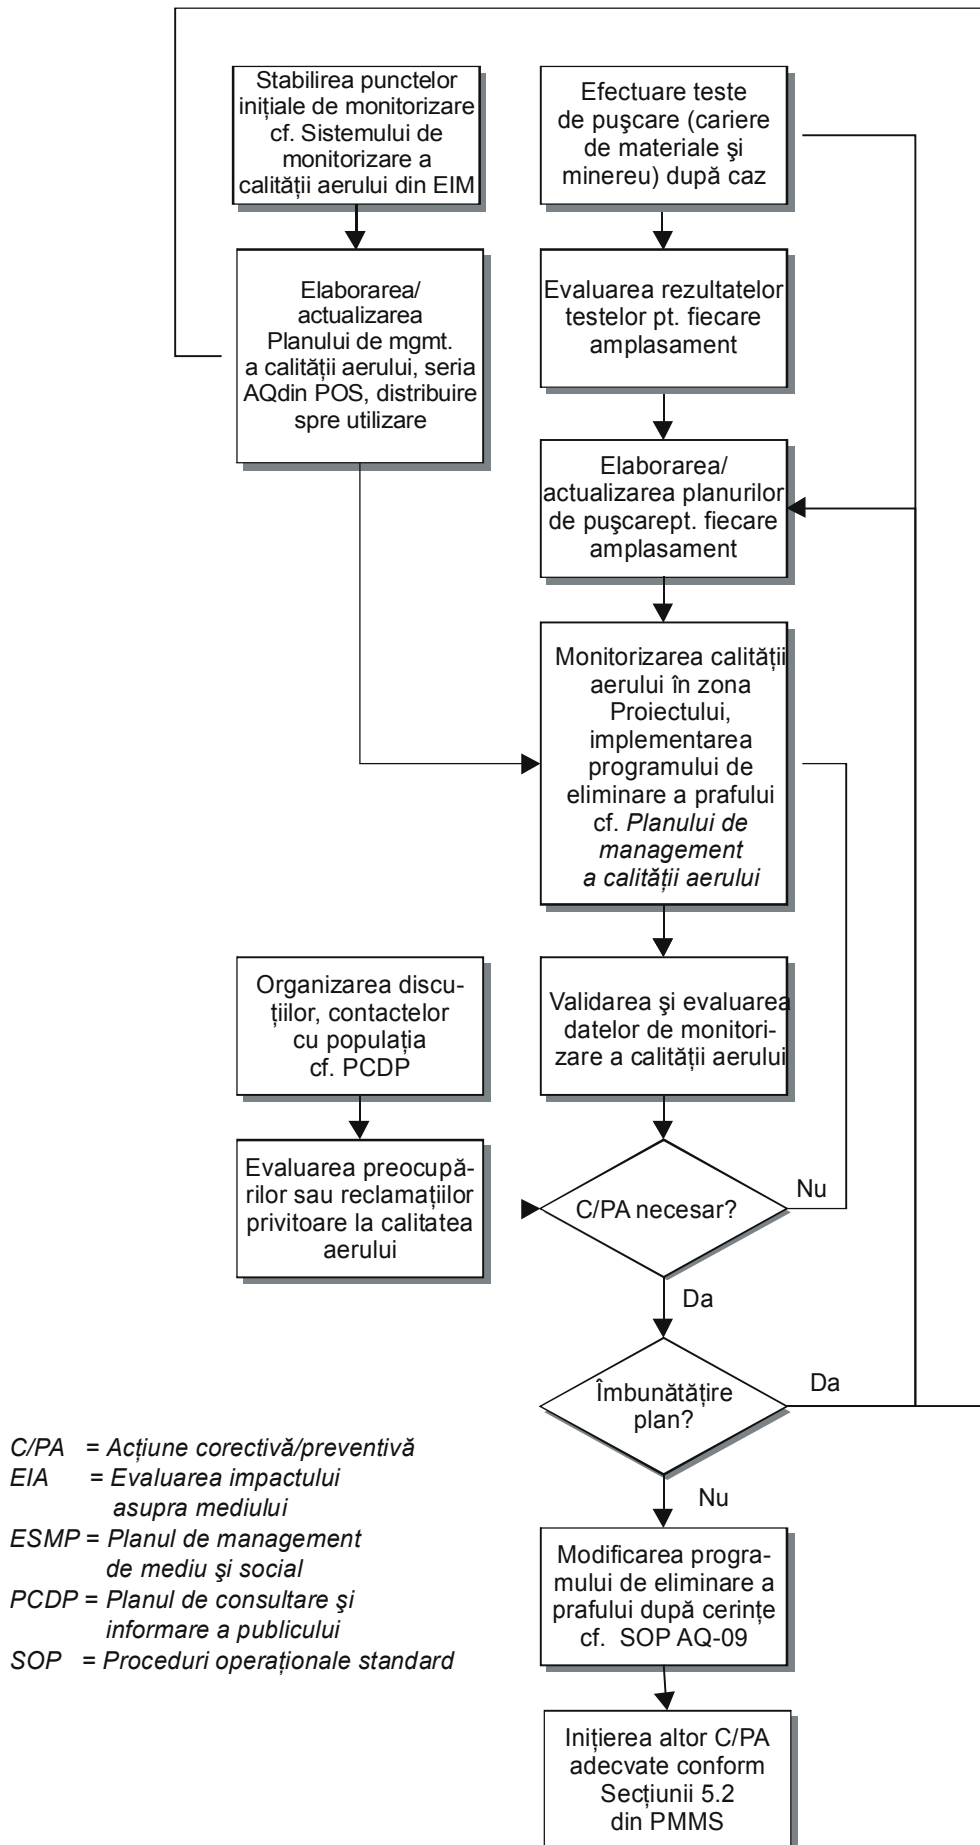 Stabilirea punctelor
inițiale de monitorizare
cf. Sistemului de
monitorizare a
calității aerului din EIM
Efectuare teste
de puşcare (cariere
de materiale şi
minereu) după caz
Elaborarea/
actualizarea
Planului de mgmt.
a calității aerului, seria
AQdin POS, distribuire
spre utilizare
Evaluarea rezultatelor
testelor pt. fiecare
amplasament
Elaborarea/
actualizarea planurilor
de puşcarept. fiecare
amplasament
Monitorizarea calității
aerului în zona
Proiectului,
implementarea
programului de
eliminare a prafului
cf. Planului de
management
a calității aerului
Organizarea discu-
țiilor, contactelor
cu populația
cf. PCDP
Validarea şi evaluarea
datelor de monitori-
zare a calității aerului
Evaluarea preocupă-
rilor sau reclamațiilor
privitoare la calitatea
aerului
C/PA necesar?
Nu
Da
Îmbunătățire
plan?
Da
Nu
C/PA = Acțiune corectivă/preventivă
EIA = Evaluarea impactului
asupra mediului
ESMP = Planul de management
de mediu şi social
PCDP = Planul de consultare şi
informare a publicului
SOP = Proceduri operaționale standard
Modificarea progra-
mului de eliminare a
prafului după cerințe
cf. SOP AQ-09
Inițierea altor C/PA
adecvate conform
Secțiunii 5.2
din PMMS